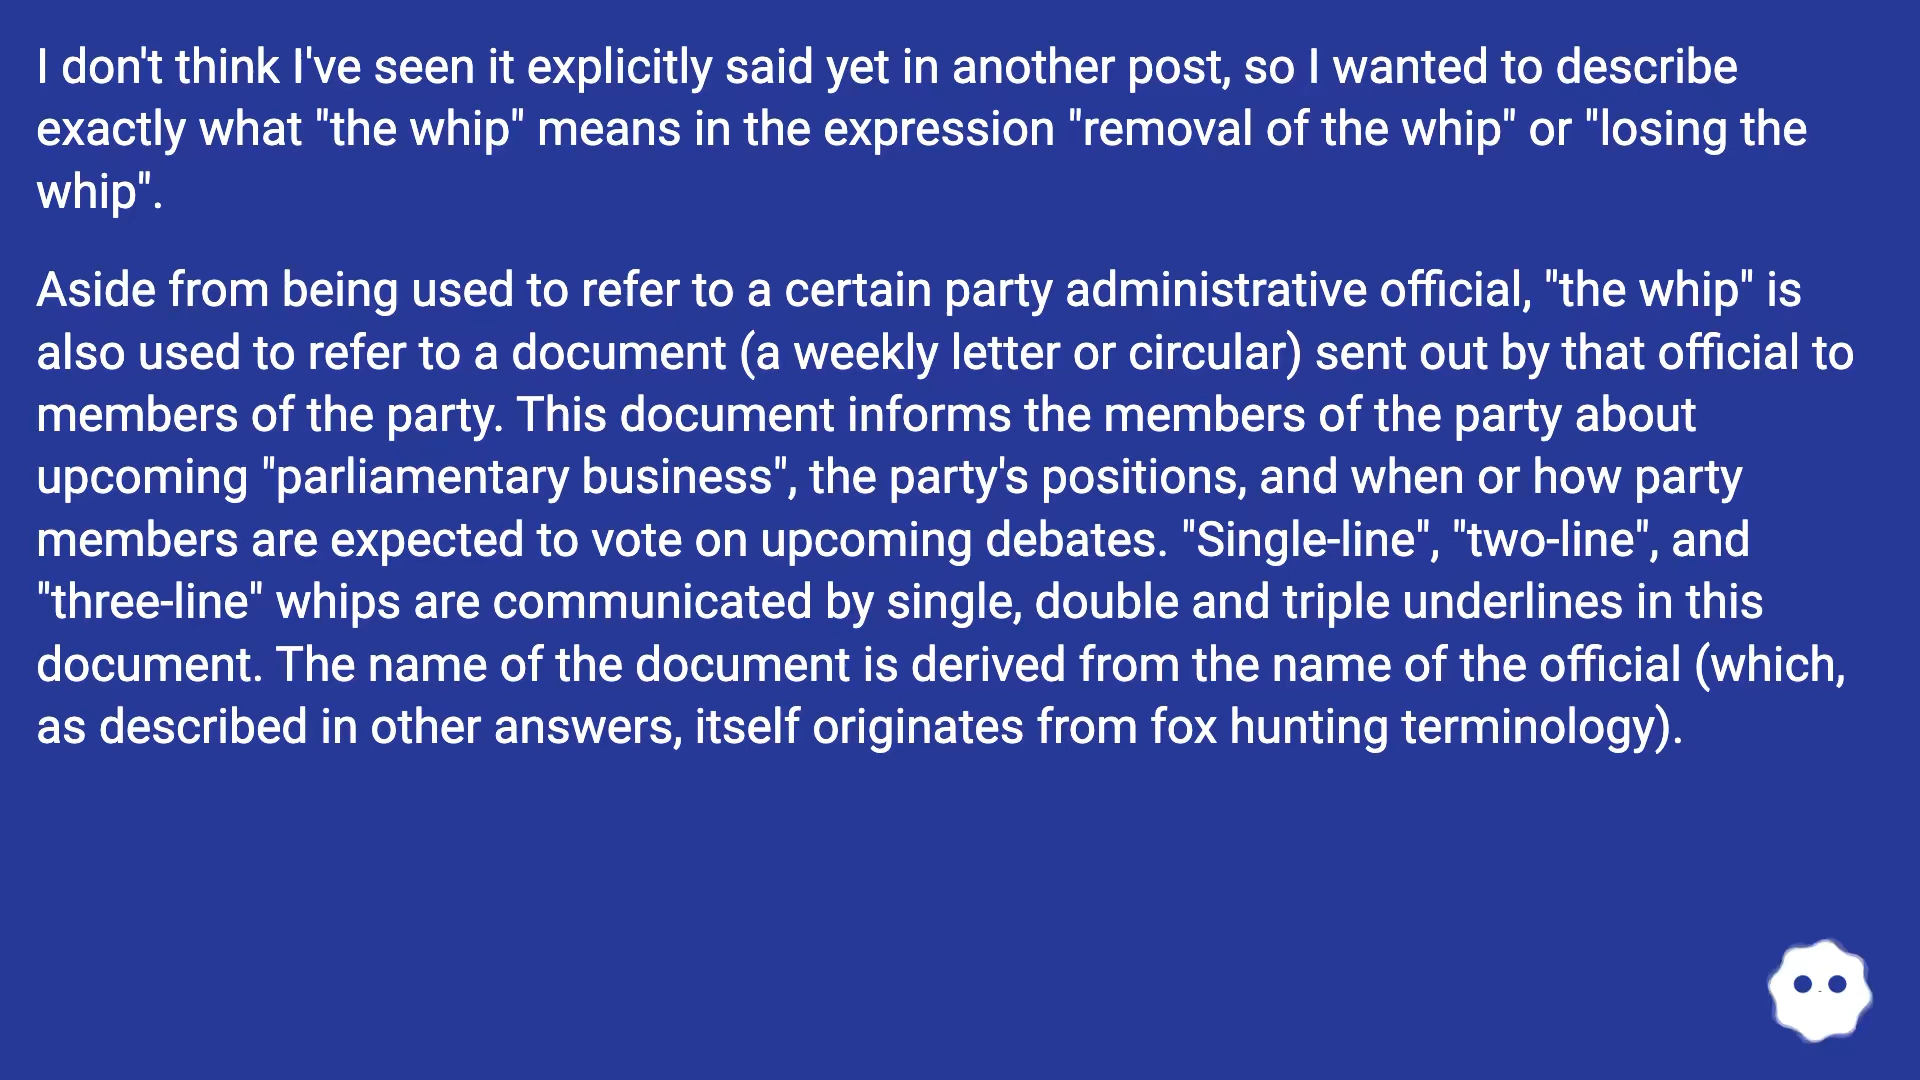 I don't think I've seen it explicitly said yet in another post, so I wanted to describe
exactly what "the whip" means in the expression "removal of the whip" or "losing the
whip".
Aside from being used to refer to a certain party administrative official, "the whip" is
also used to refer to a document (a weekly letter or circular) sent out by that official to
members of the party. This document informs the members of the party about
upcoming "parliamentary business", the party's positions, and when or how party
members are expected to vote on upcoming debates. "Single-line", "two-line", and
"three-line" whips are communicated by single, double and triple underlines in this
document. The name of the document is derived from the name of the official (which,
as described in other answers, itself originates from fox hunting terminology).